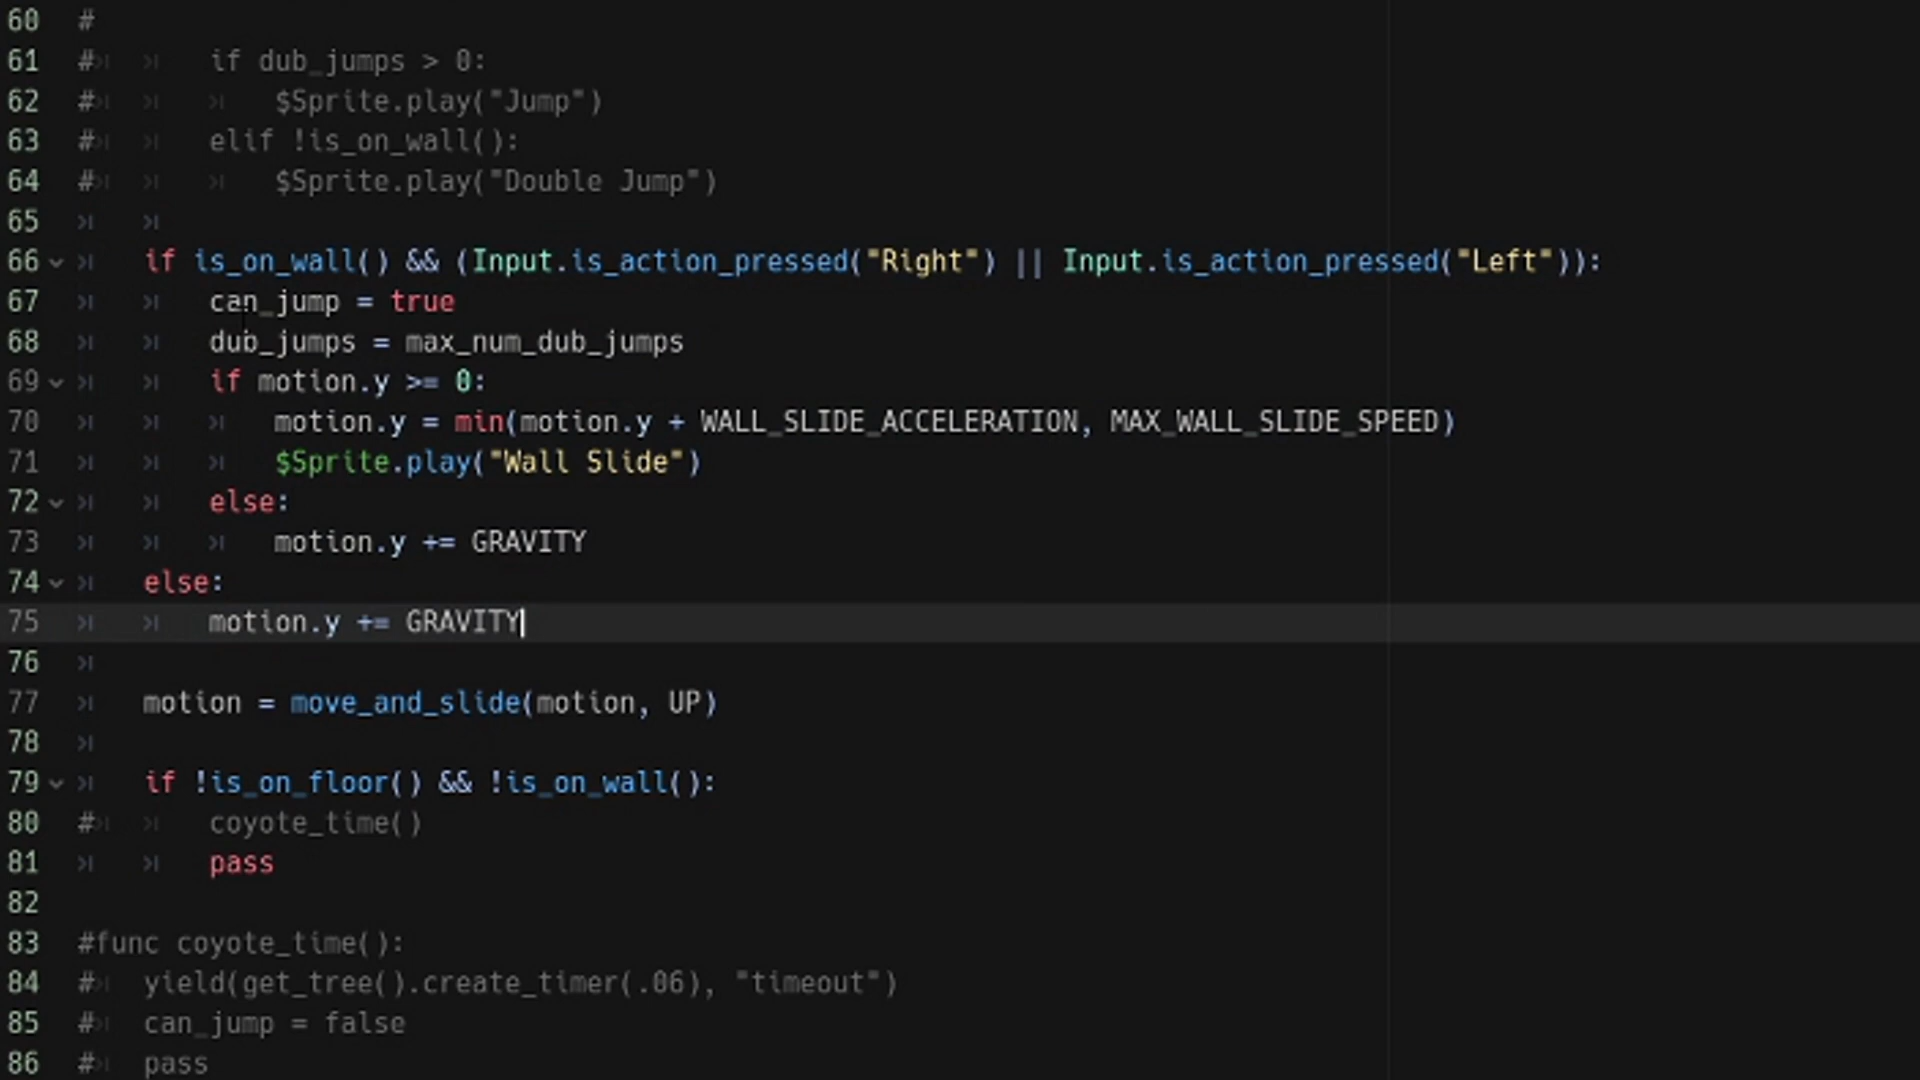 60 #
61 # if dub_jumps > 0:
62 # $Sprite.play("Jump")
63 # elif !is_on_wall():
64 # $Sprite.play("Double Jump")
65
66 if is_on_wall() && (Input.is_action_pressed("Right") || Input.is_action_pressed("Left")):
67 can_jump = true
68 dub_jumps = max_num_dub_jumps
69 if motion.y >= 0:
70 motion.y = min(motion.y + WALL_SLIDE_ACCELERATION, MAX_WALL_SLIDE_SPEED)
71 $Sprite.play("Wall Slide")
72 else:
73 motion.y += GRAVITY
74 else:
75 motion.y += GRAVITY
76
77 motion = move_and_slide(motion, UP)
78
79 if !is_on_floor() && !is_on_wall():
80 # coyote_time()
81 pass
82
83 #func coyote_time():
84 # yield(get_tree().create_timer(.06), "timeout")
85 # can_jump = false
86 # pass